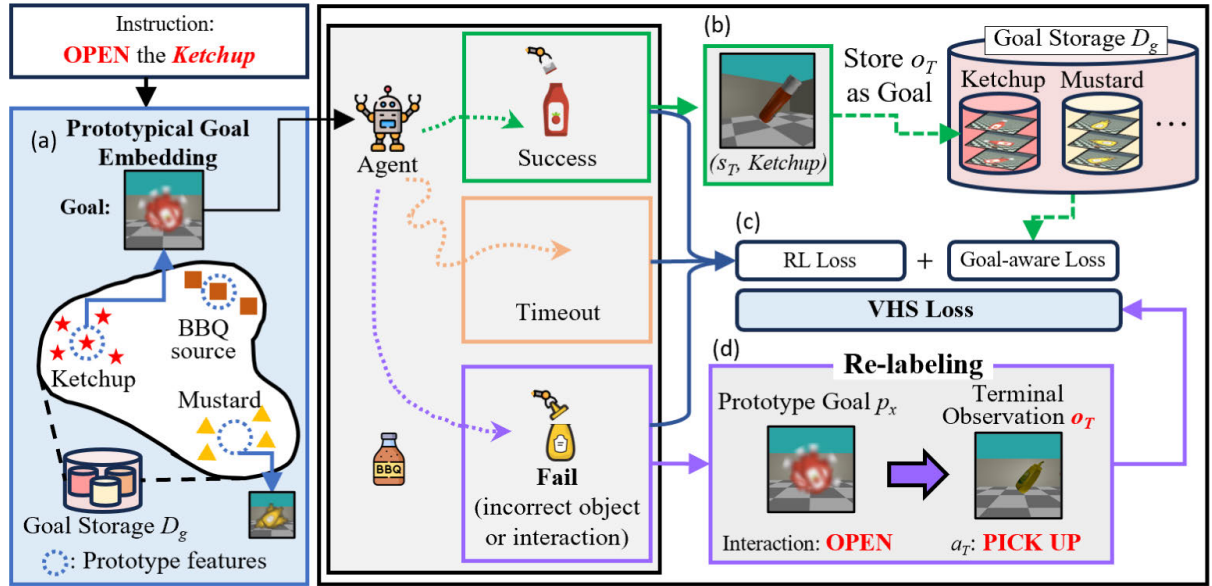 Instruction:
OPEN the Ketchup
(a)
Prototypical Goal
Embedding
Goal:
BBQ
source
Ketchup
Mustard
Goal Storage D_g
: Prototype features
Agent
Success
Timeout
BBQ
Fail
(incorrect object
or interaction)
(b)
(s_T, Ketchup)
Store o_T
as Goal
Goal Storage D_g
Ketchup
Mustard
...
(c)
RL Loss
+
Goal-aware Loss
VHS Loss
(d)
Re-labeling
Prototype Goal p_x
Terminal
Observation o_T
Interaction: OPEN
a_T: PICK UP